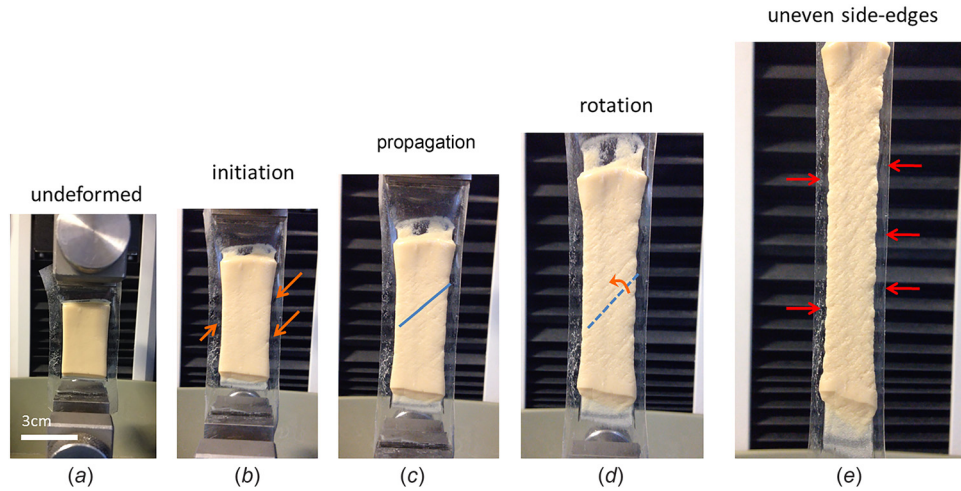 uneven side-edges
rotation
propagation
initiation
undeformed
3cm
(a)
(b)
(c)
(d)
(e)